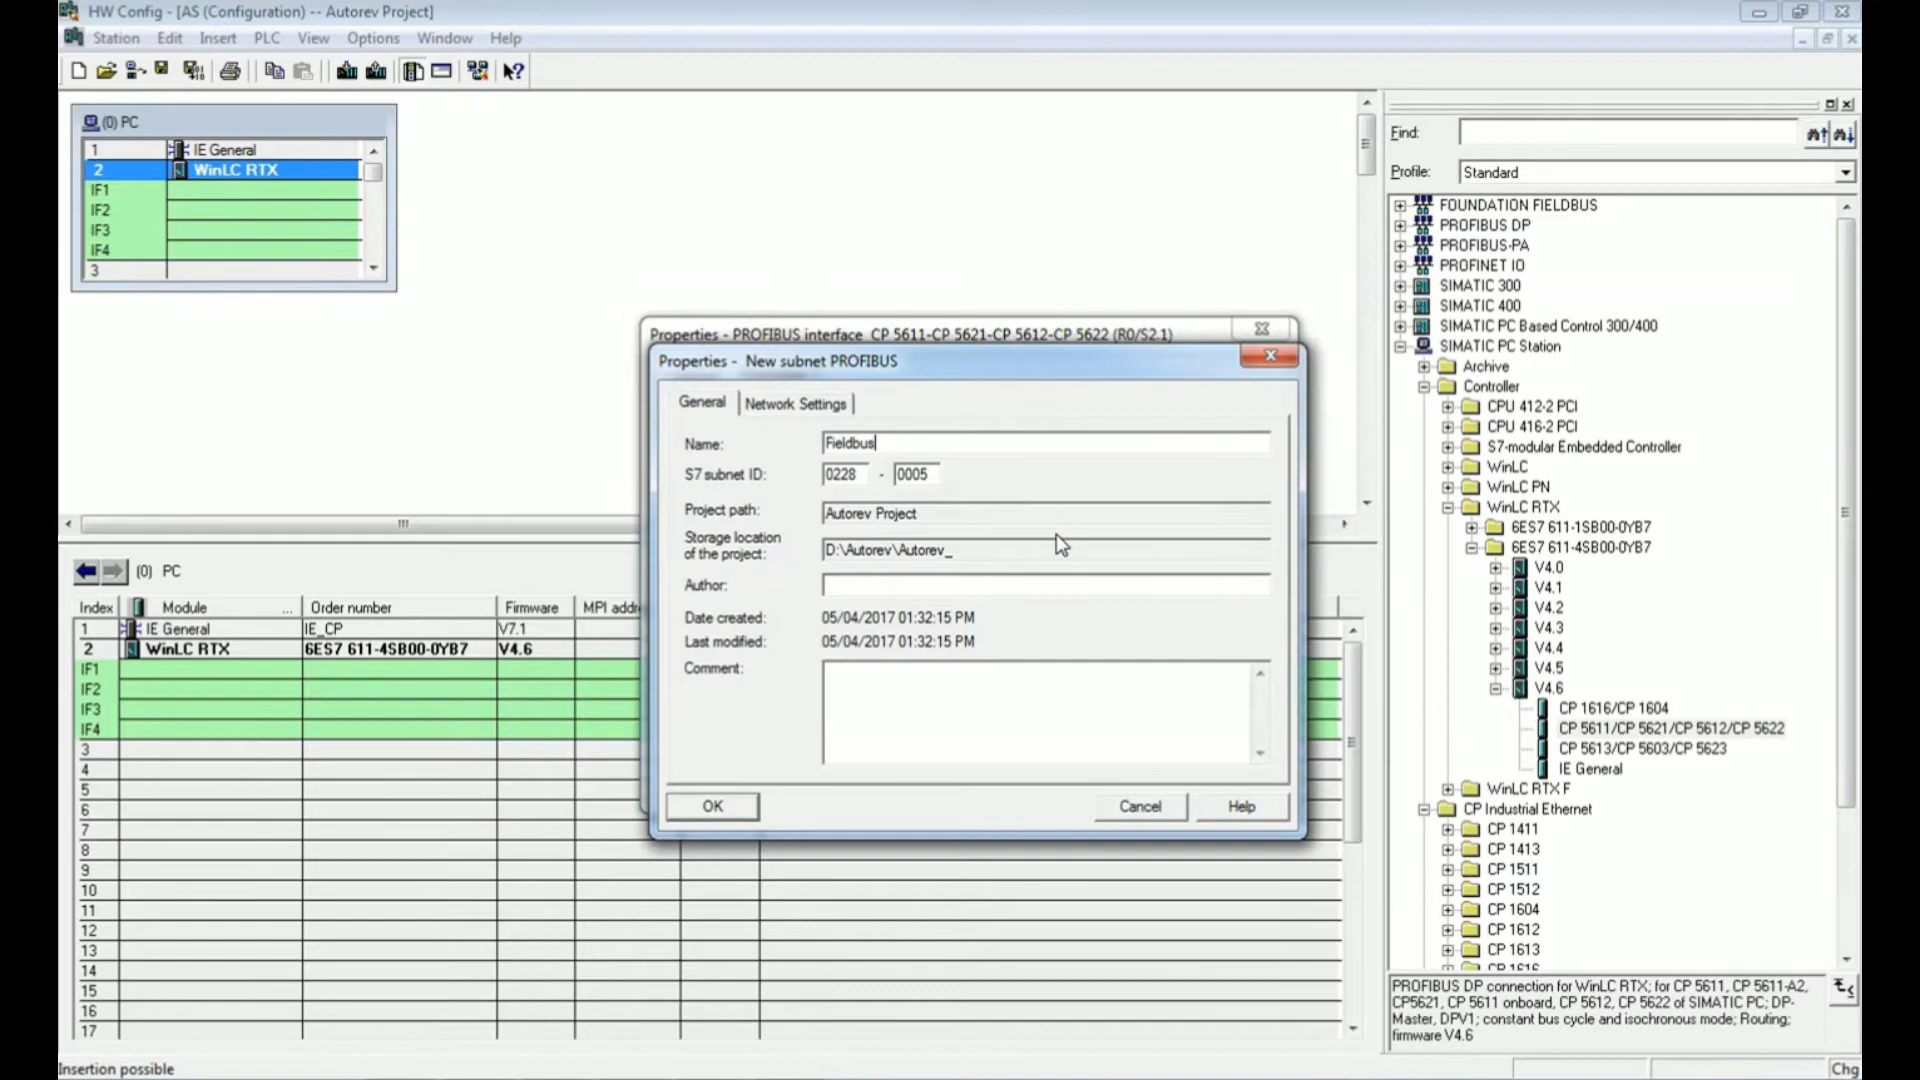 HW Config - [AS (Configuration) -- Autorev Project]
Station Edit Insert PLC View Options Window Help
(0) PC
1 IE General
2 WinLC RTX
IF1
IF2
IF3
IF4
3
Find:
Profile: Standard
FOUNDATION FIELDBUS
PROFIBUS DP
PROFIBUS-PA
PROFINET IO
SIMATIC 300
SIMATIC 400
SIMATIC PC Based Control 300/400
SIMATIC PC Station
Archive
Controller
CPU 412-2 PCI
CPU 416-2 PCI
S7-modular Embedded Controller
WinLC
WinLC PN
WinLC RTX
6ES7 611-1SB00-0YB7
6ES7 611-4SB00-0YB7
V4.0
V4.1
V4.2
V4.3
V4.4
V4.5
V4.6
CP 1616/CP 1604
CP 5611/CP 5621/CP 5612/CP 5622
CP 5613/CP 5603/CP 5623
IE General
WinLC RTX F
CP Industrial Ethernet
CP 1411
CP 1413
CP 1511
CP 1512
CP 1604
CP 1612
CP 1613
CP 1616
PROFIBUS DP connection for WinLC RTX; for CP 5611, CP 5611-A2,
CP5621, CP 5611 onboard, CP 5612, CP 5622 of SIMATIC PC; DP-
Master, DPV1; constant bus cycle and isochronous mode; Routing;
firmware V4.6
Properties - PROFIBUS interface CP 5611-CP 5621-CP 5612-CP 5622 (R0/S2.1)
Properties - New subnet PROFIBUS
General Network Settings
Name: Fieldbus
S7 subnet ID: 0228 - 0005
Project path: Autorev Project
Storage location
of the project: D:\Autorev\Autorev_
Author:
Date created: 05/04/2017 01:32:15 PM
Last modified: 05/04/2017 01:32:15 PM
Comment:
OK Cancel Help
(0) PC
Index Module ... Order number Firmware MPI addre
1 IE General IE_CP V7.1
2 WinLC RTX 6ES7 611-4SB00-0YB7 V4.6
IF1
IF2
IF3
IF4
3
4
5
6
7
8
9
10
11
12
13
14
15
16
17
Insertion possible
Chg